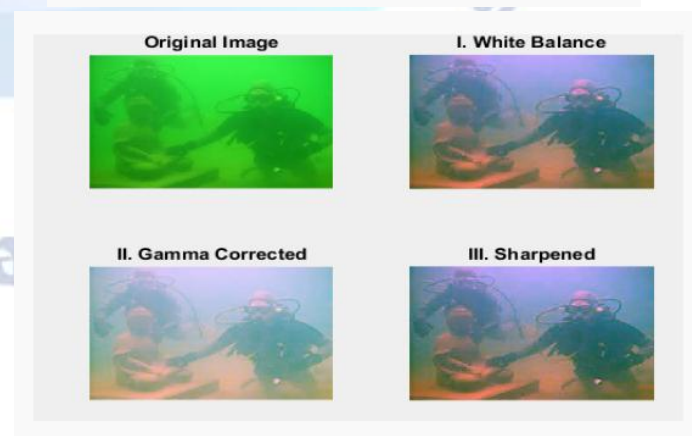 Original Image
I. White Balance
II. Gamma Corrected
III. Sharpened